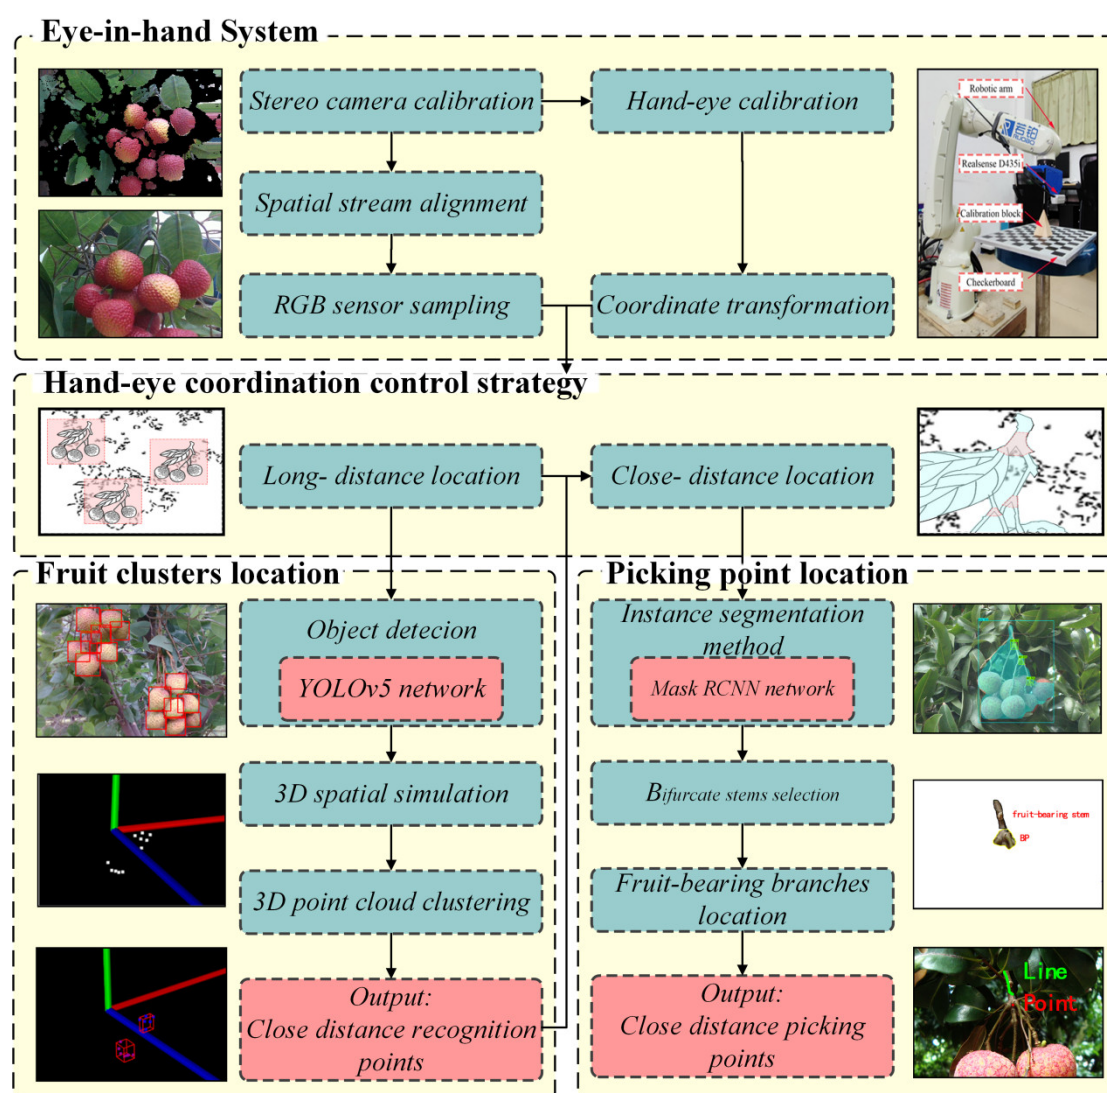 Eye-in-hand System
Stereo camera calibration
Hand-eye calibration
Robotic arm
Realsense D435i
Spatial stream alignment
Calibration block
RGB sensor sampling
Coordinate transformation
Checkerboard
Hand-eye coordination control strategy
Long- distance location
Close- distance location
Fruit clusters location
Object detecion
YOLOv5 network
3D spatial simulation
3D point cloud clustering
Output:
Close distance recognition
points
Picking point location
Instance segmentation
method
Mask RCNN network
Bifurcate stems selection
fruit-bearing stem
BP
Fruit-bearing branches
location
Output:
Close distance picking
points
Line
Point